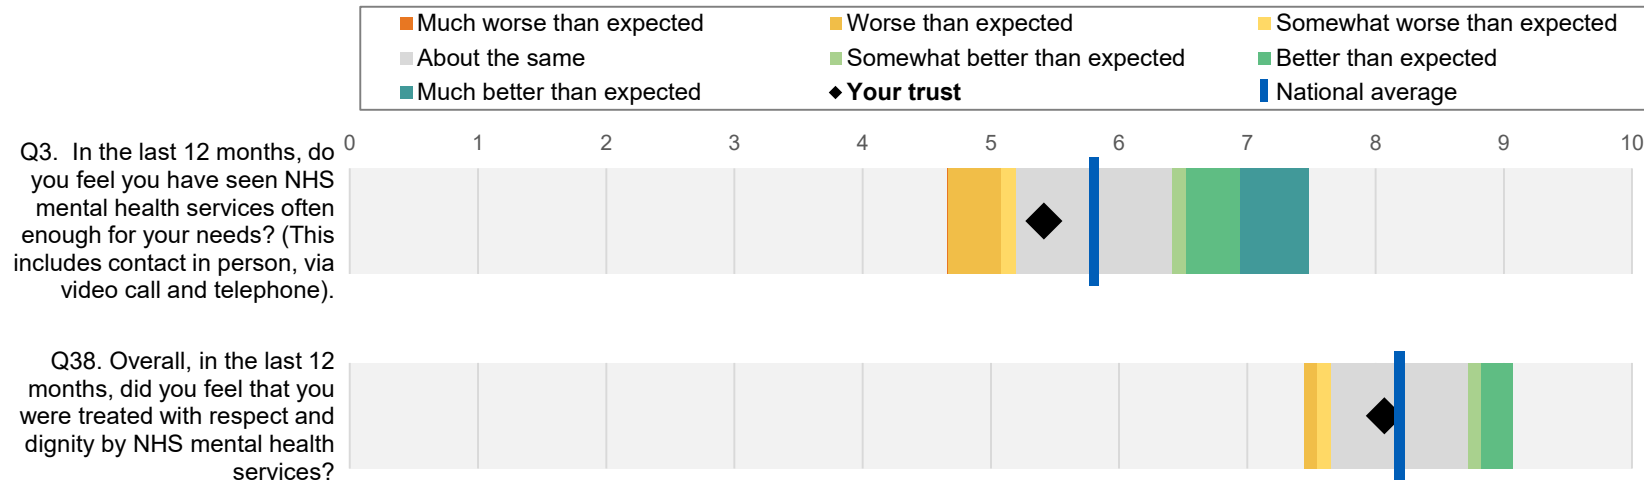 Much worse than expected
Worse than expected
Somewhat worse than expected
About the same
Somewhat better than expected
Better than expected
Much better than expected
Your trust
National average
0 1 2 3 4 5 6 7 8 9 10
Q3.  In the last 12 months, do
you feel you have seen NHS
mental health services often
enough for your needs? (This
includes contact in person, via
video call and telephone).
Q38. Overall, in the last 12
months, did you feel that you
were treated with respect and
dignity by NHS mental health
services?